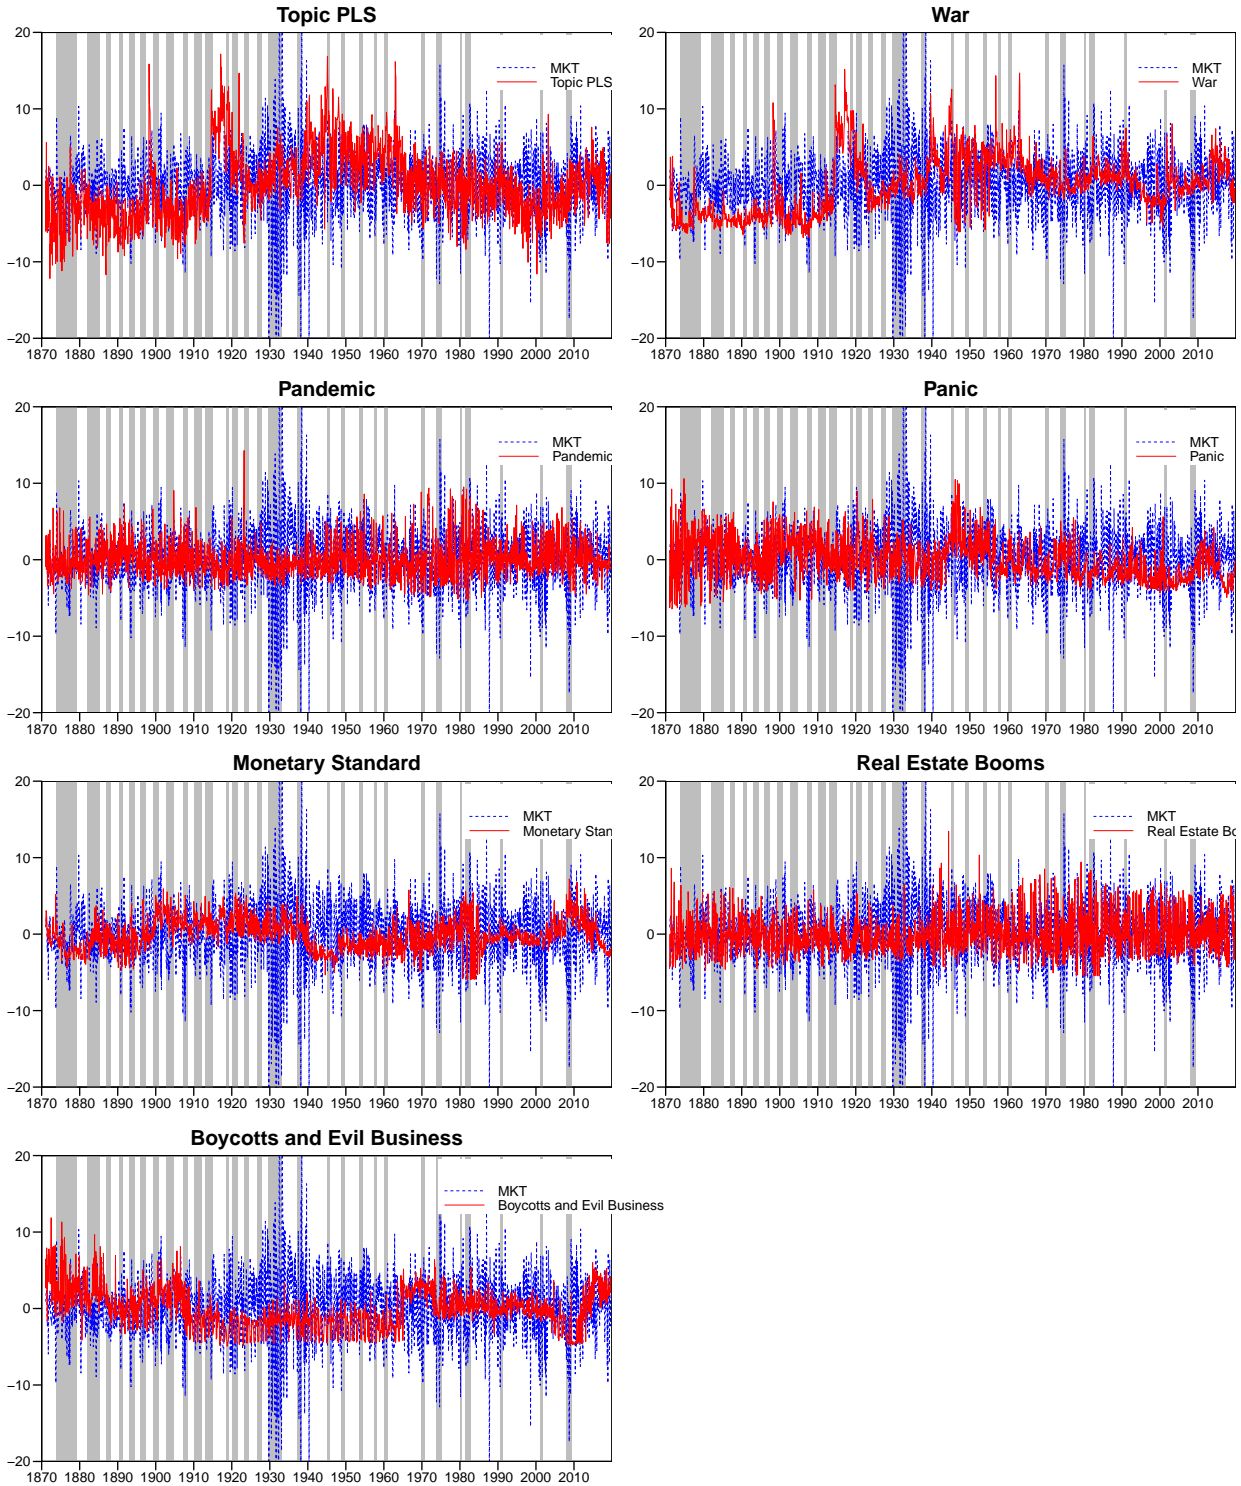 Topic PLS
20
10
0
−10
−20
MKT
Topic PLS
1870 1880 1890 1900 1910 1920 1930 1940 1950 1960 1970 1980 1990 2000 2010
War
20
10
0
−10
−20
MKT
War
1870 1880 1890 1900 1910 1920 1930 1940 1950 1960 1970 1980 1990 2000 2010
Pandemic
20
10
0
−10
−20
MKT
Pandemic
1870 1880 1890 1900 1910 1920 1930 1940 1950 1960 1970 1980 1990 2000 2010
Panic
20
10
0
−10
−20
MKT
Panic
1870 1880 1890 1900 1910 1920 1930 1940 1950 1960 1970 1980 1990 2000 2010
Monetary Standard
20
10
0
−10
−20
MKT
Monetary Stan
1870 1880 1890 1900 1910 1920 1930 1940 1950 1960 1970 1980 1990 2000 2010
Real Estate Booms
20
10
0
−10
−20
MKT
Real Estate Bo
1870 1880 1890 1900 1910 1920 1930 1940 1950 1960 1970 1980 1990 2000 2010
Boycotts and Evil Business
20
10
0
−10
−20
MKT
Boycotts and Evil Business
1870 1880 1890 1900 1910 1920 1930 1940 1950 1960 1970 1980 1990 2000 2010